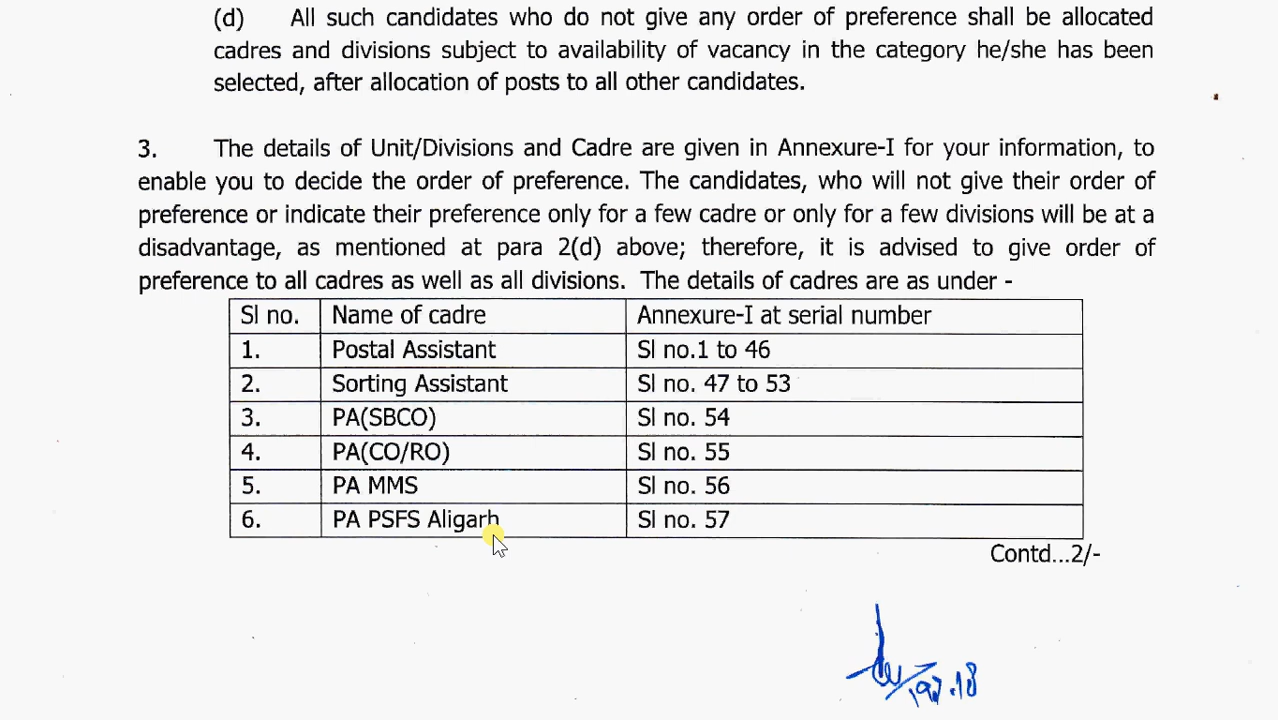 (d) All such candidates who do not give any order of preference shall be allocated
cadres and divisions subject to availability of vacancy in the category he/she has been
selected, after allocation of posts to all other candidates.
3. The details of Unit/Divisions and Cadre are given in Annexure-I for your information, to
enable you to decide the order of preference. The candidates, who will not give their order of
preference or indicate their preference only for a few cadre or only for a few divisions will be at a
disadvantage, as mentioned at para 2(d) above; therefore, it is advised to give order of
preference to all cadres as well as all divisions. The details of cadres are as under -
Sl no. Name of cadre Annexure-I at serial number
1. Postal Assistant Sl no.1 to 46
2. Sorting Assistant Sl no. 47 to 53
3. PA(SBCO) Sl no. 54
4. PA(CO/RO) Sl no. 55
5. PA MMS Sl no. 56
6. PA PSFS Aligarh Sl no. 57
Contd...2/-